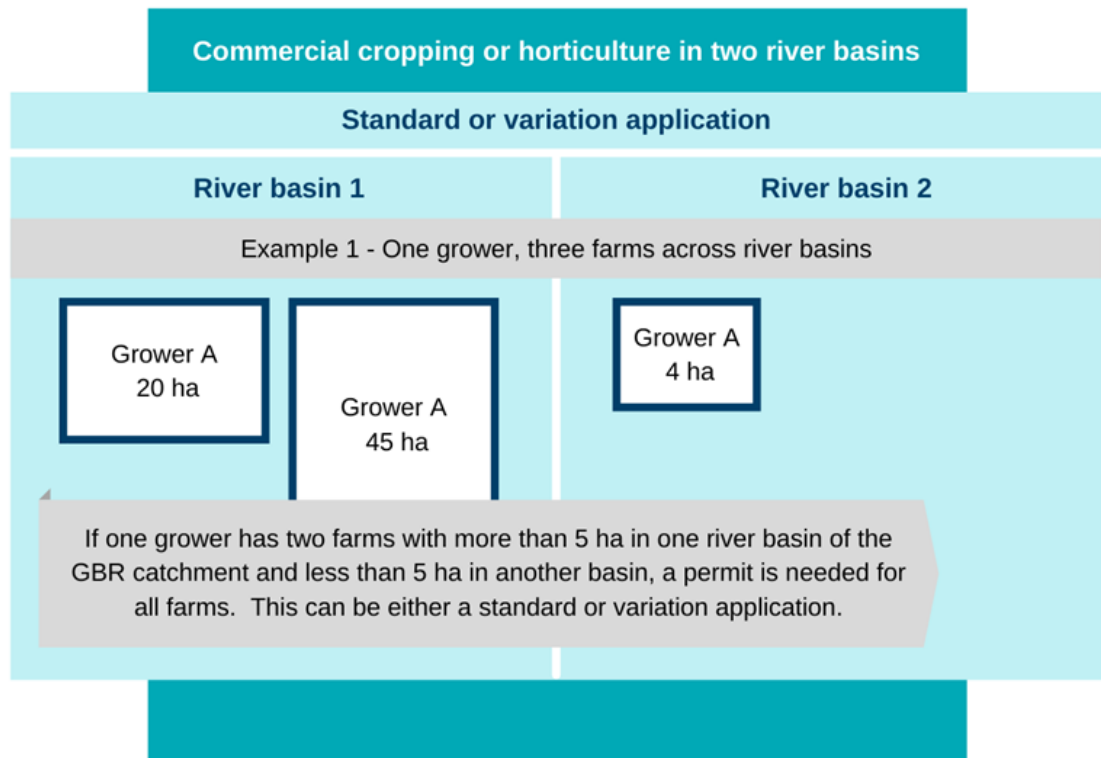 Commercial cropping or horticulture in two river basins
Standard or variation application
River basin 1
River basin 2
Example 1 - One grower, three farms across river basins
Grower A
20 ha
Grower A
45 ha
Grower A
4 ha
If one grower has two farms with more than 5 ha in one river basin of the
GBR catchment and less than 5 ha in another basin, a permit is needed for
all farms.  This can be either a standard or variation application.